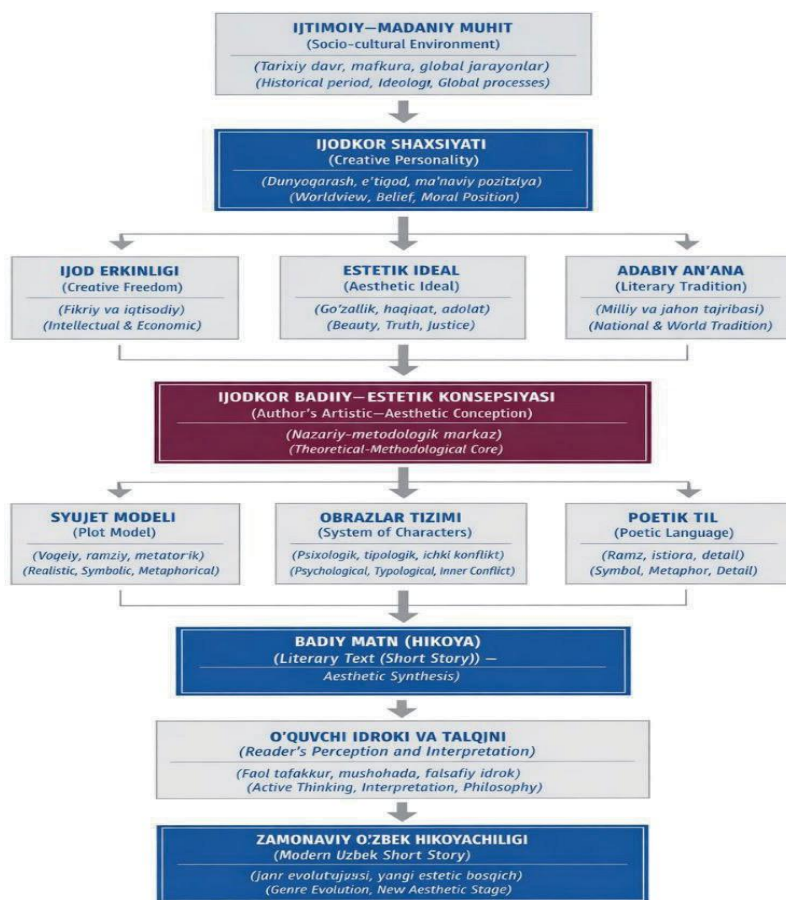 IJTIMOIY—MADANIY MUHIT
(Socio-cultural Environment)
(Tarixiy davr, mafkura, global jarayonlar)
(Historical period, Ideologı, Global processes)
IJODKOR SHAXSIYATI
(Creative Personality)
(Dunyoqarash, e'tiqod, ma'naviy pozitziya)
(Worldview, Belief, Moral Position)
IJOD ERKINLIGI
(Creative Freedom)
(Fikriy va iqtisodiy)
(Intellectual & Economic)
ESTETIK IDEAL
(Aesthetic Ideal)
(Go'zallik, haqiqat, adolat)
(Beauty, Truth, Justice)
ADABIY AN'ANA
(Literary Tradition)
(Milliy va jahon tajribasi)
(National & World Tradition)
IJODKOR BADIIY—ESTETIK KONSEPSIYASI
(Author's Artistic—Aesthetic Conception)
(Nazariy-metodologik markaz)
(Theoretical-Methodological Core)
SYUJET MODELI
(Plot Model)
(Voqeiy, ramziy, metatorik)
(Realistic, Symbolic, Metaphorical)
OBRAZLAR TIZIMI
(System of Characters)
(Psixologik, tipologik, ichki konflikt)
(Psychological, Typological, Inner Conflict)
POETIK TIL
(Poetic Language)
(Ramz, istiora, detail)
(Symbol, Metaphor, Detail)
BADIY MATN (HIKOYA)
(Literary Text (Short Story)) —
Aesthetic Synthesis)
O'QUVCHI IDROKI VA TALQJNI
(Reader's Perception and Interpretation)
(Faol tafakkur, mushohada, falsafiy idrok)
(Active Thinking, Interpretation, Philosophy)
ZAMONAVIY O'ZBEK HIKOYACHILIGI
(Modern Uzbek Short Story)
(Janr yangi estetic bosqich)
(Genre Evolution, New Aesthetic Stage)